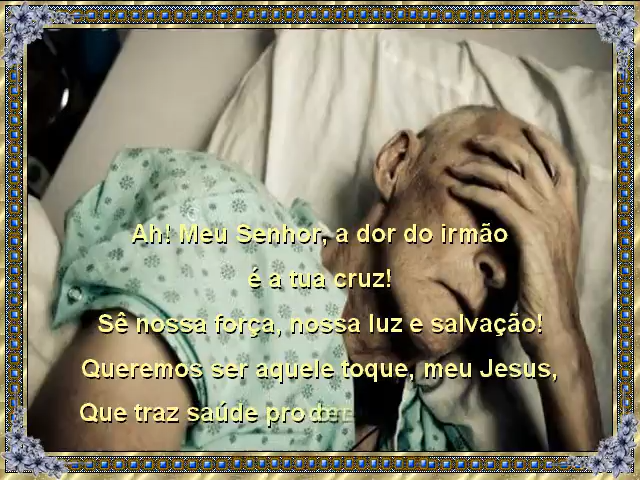 Ah! Meu Senhor, a dor do irmão
é a tua cruz!
Sê nossa força, nossa luz e salvação!
Queremos ser aquele toque, meu Jesus,
Que traz saúde pro